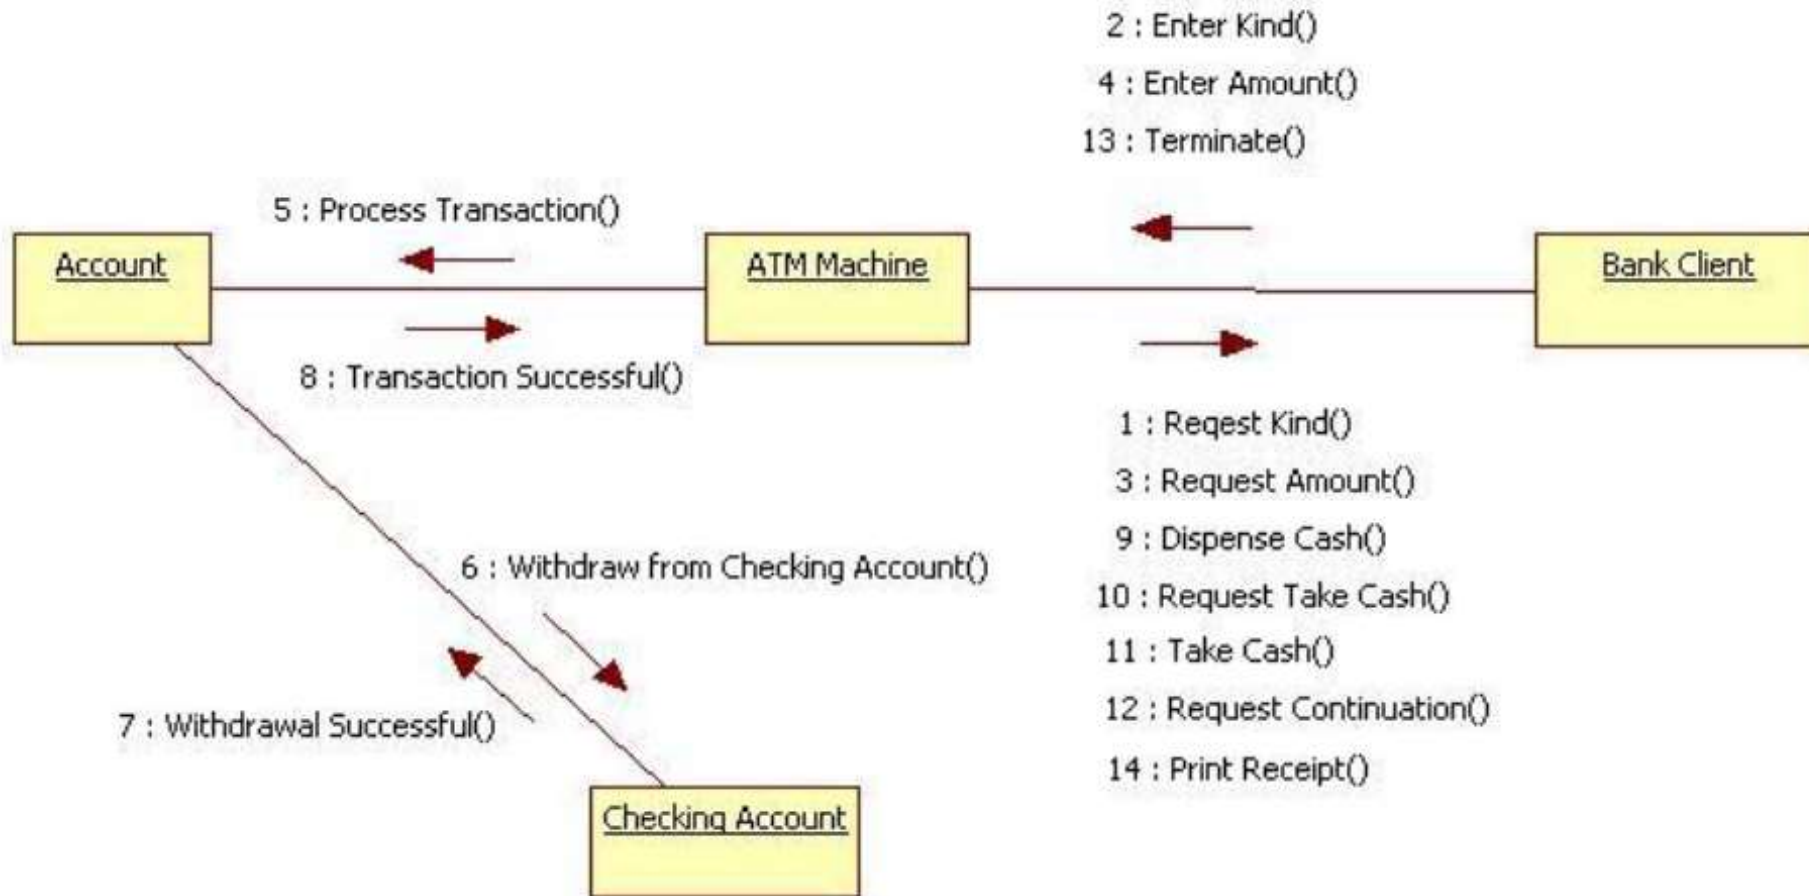 2 : Enter Kind()
4 : Enter Amount()
13 : Terminate()
5 : Process Transaction()
Account
ATM Machine
Bank Client
8 : Transaction Successful()
1 : Reqest Kind()
3 : Request Amount()
9 : Dispense Cash()
6 : Withdraw from Checking Account()
10 : Request Take Cash()
11 : Take Cash()
12 : Request Continuation()
7 : Withdrawal Successful()
14 : Print Receipt()
Checking Account